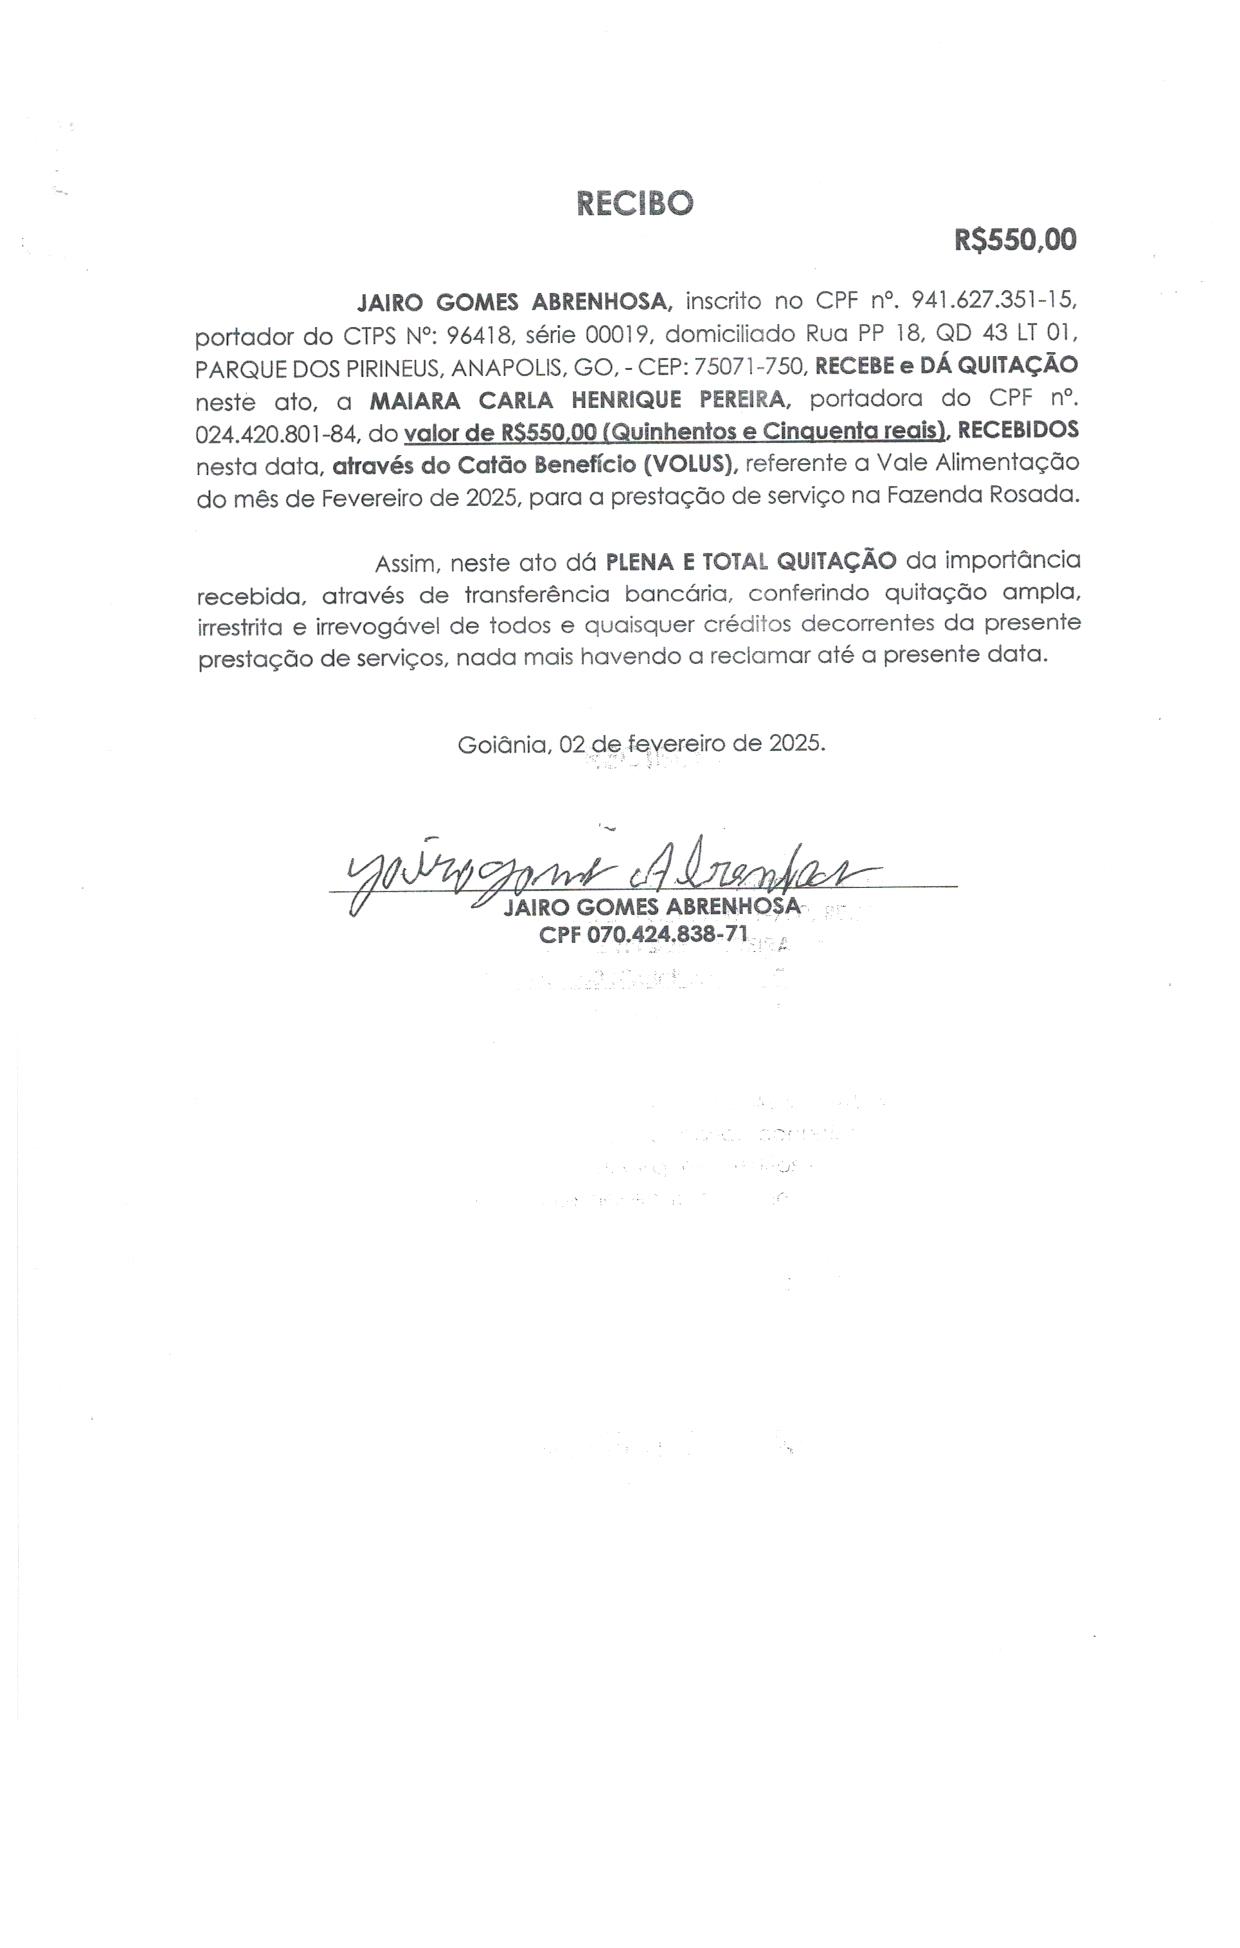 RECIBO
R$550,00
JAIRO GOMES ABRENHOSA, inscrito no CPF nº. 941.627.351-15,
portador do CTPS Nº: 96418, série 00019, domiciliado Rua PP 18, QD 43 LT 01,
PARQUE DOS PIRINEUS, ANAPOLIS, GO, - CEP: 75071-750, RECEBE e DÁ QUITAÇÃO
neste ato, a MAIARA CARLA HENRIQUE PEREIRA, portadora do CPF nº.
024.420.801-84, do valor de R$550,00 (Quinhentos e Cinquenta reais), RECEBIDOS
nesta data, através do Catão Benefício (VOLUS), referente a Vale Alimentação
do mês de Fevereiro de 2025, para a prestação de serviço na Fazenda Rosada.
Assim, neste ato dá PLENA E TOTAL QUITAÇÃO da importância
recebida, através de transferência bancária, conferindo quitação ampla,
irrestrita e irrevogável de todos e quaisquer créditos decorrentes da presente
prestação de serviços, nada mais havendo a reclamar até a presente data.
Goiânia, 02 de fevereiro de 2025.
JAIRO GOMES ABRENHOSA
CPF 070.424.838-71